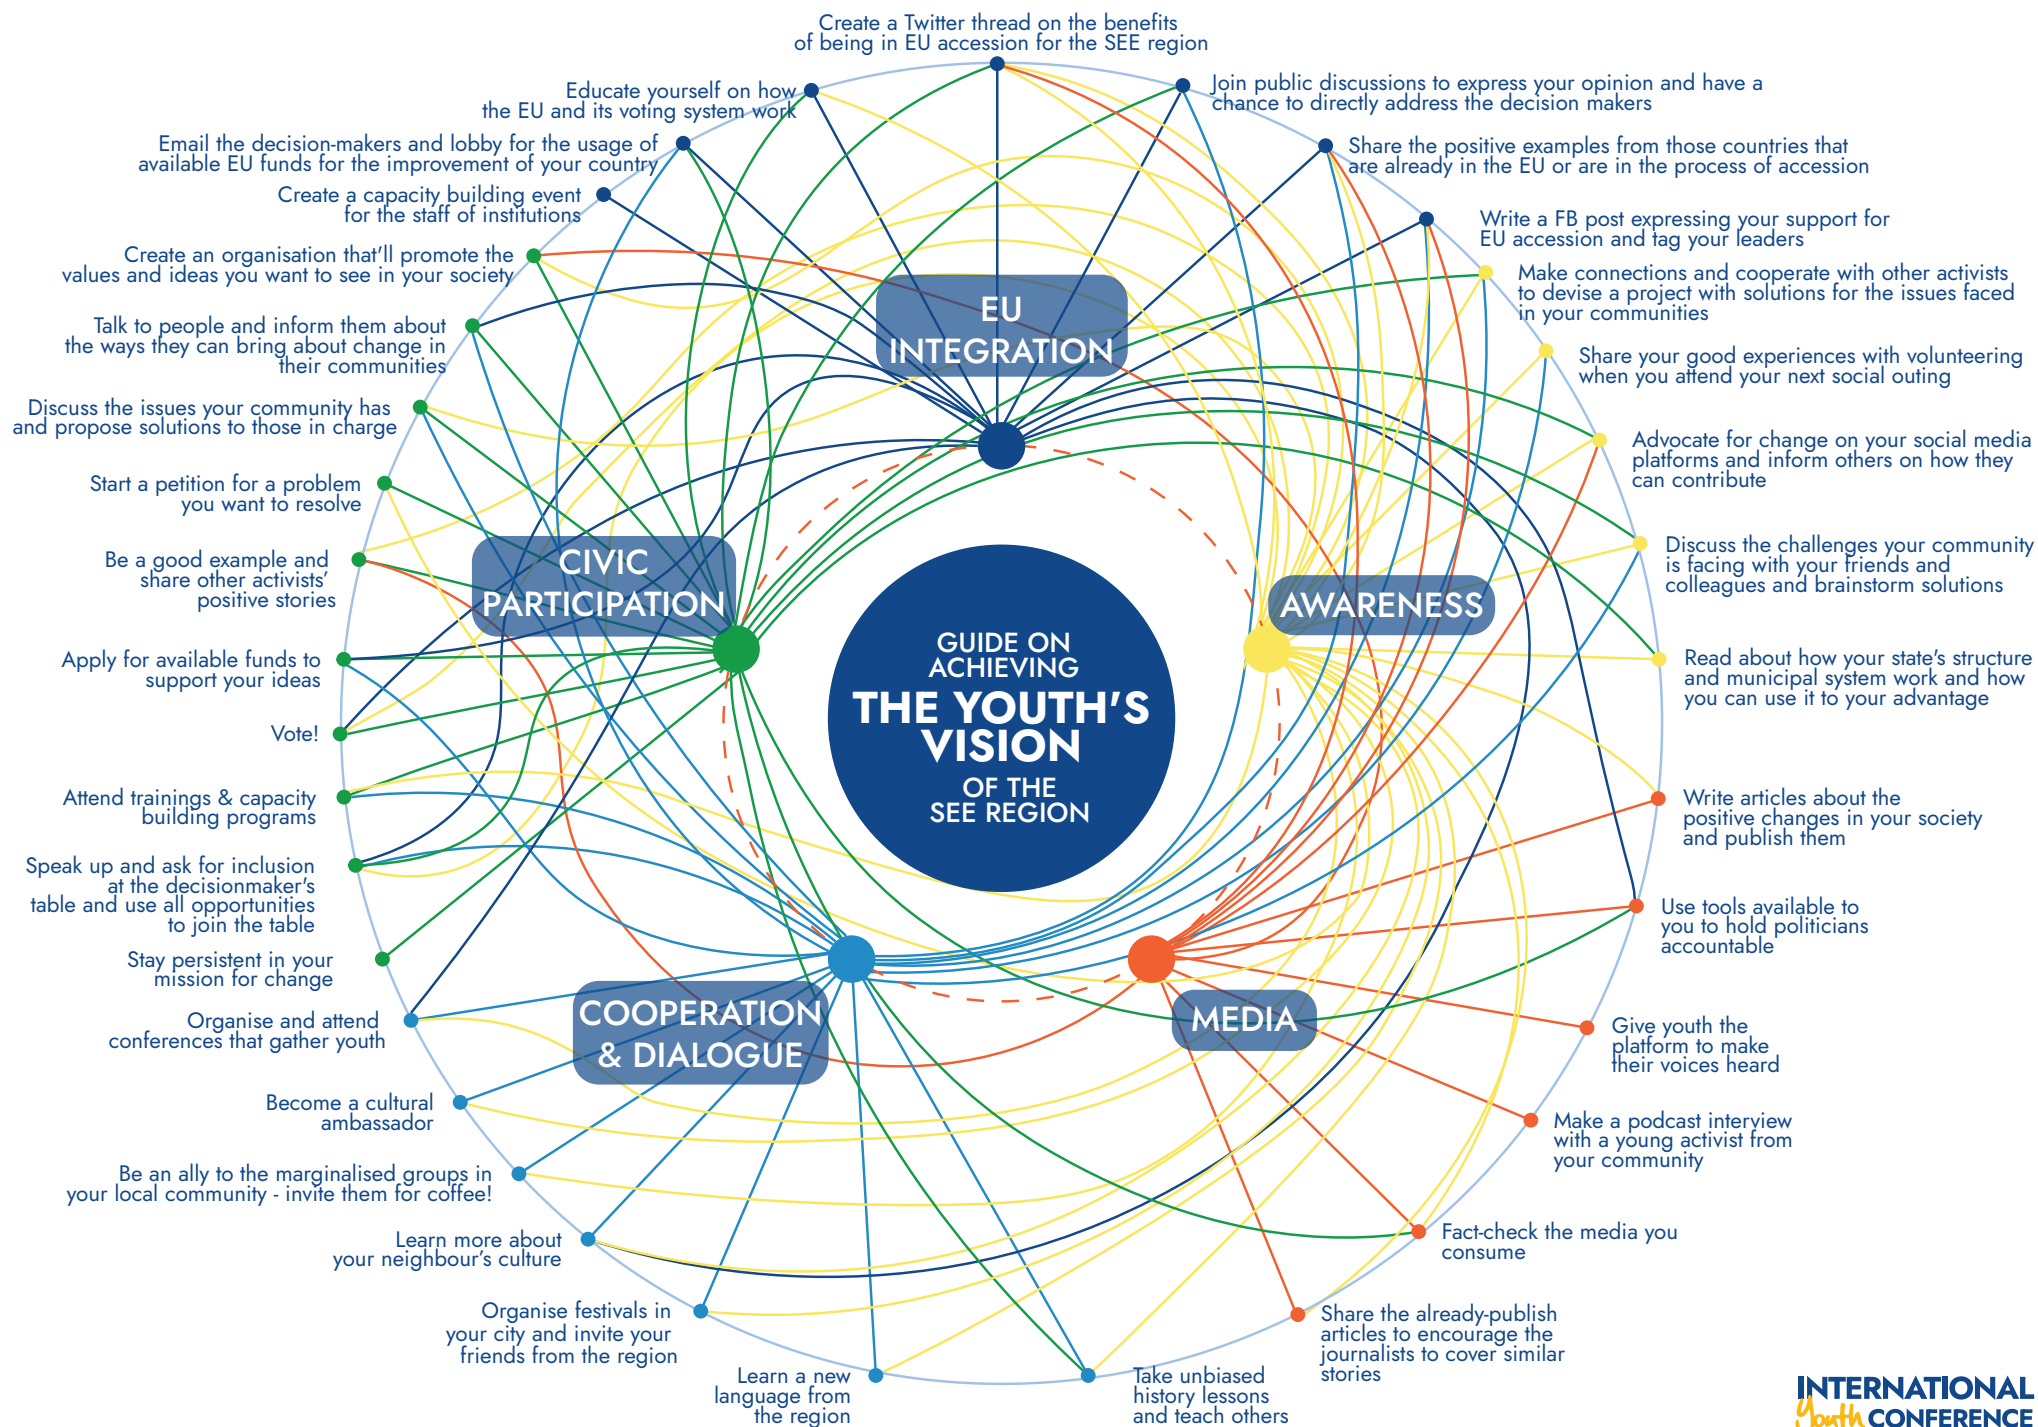 Create a Twitter thread on the benefits
of being in EU accession for the SEE region
Educate yourself on how
the EU and its voting system work
Join public discussions to express your opinion and have a
chance to directly address the decision makers
Email the decision-makers and lobby for the usage of
available EU funds for the improvement of your country
Share the positive examples from those countries that
are already in the EU or are in the process of accession
Create a capacity building event
for the staff of institutions
Write a FB post expressing your support for
EU accession and tag your leaders
Create an organisation that'll promote the
values and ideas you want to see in your society
Make connections and cooperate with other activists
to devise a project with solutions for the issues faced
in your communities
EU
INTEGRATION
Talk to people and inform them about
the ways they can bring about change in
their communities
Share your good experiences with volunteering
when you attend your next social outing
Discuss the issues your community has
and propose solutions to those in charge
Advocate for change on your social media
platforms and inform others on how they
can contribute
Start a petition for a problem
you want to resolve
Discuss the challenges your community
is facing with your friends and
colleagues and brainstorm solutions
Be a good example and
share other activists'
positive stories
CIVIC
PARTICIPATION
AWARENESS
GUIDE ON
ACHIEVING
THE YOUTH'S
VISION
OF THE
SEE REGION
Apply for available funds to
support your ideas
Read about how your state's structure
and municipal system work and how
you can use it to your advantage
Vote!
Attend trainings & capacity
building programs
Write articles about the
positive changes in your society
and publish them
Speak up and ask for inclusion
at the decisionmaker's
table and use all opportunities
to join the table
Use tools available to
you to hold politicians
accountable
Stay persistent in your
mission for change
COOPERATION
& DIALOGUE
MEDIA
Organise and attend
conferences that gather youth
Give youth the
platform to make
their voices heard
Become a cultural
ambassador
Make a podcast interview
with a young activist from
your community
Be an ally to the marginalised groups in
your local community - invite them for coffee!
Learn more about
your neighbour's culture
Fact-check the media you
consume
Organise festivals in
your city and invite your
friends from the region
Share the already-publish
articles to encourage the
journalists to cover similar
stories
Learn a new
language from
the region
Take unbiased
history lessons
and teach others
INTERNATIONAL
Youth CONFERENCE